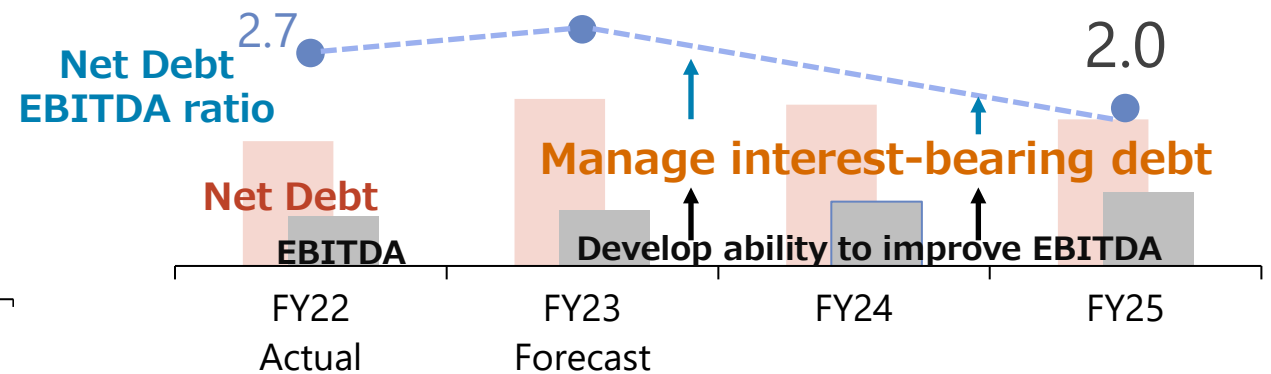 2.7
2.0
Net Debt
EBITDA ratio
Manage interest-bearing debt
Net Debt
EBITDA
Develop ability to improve EBITDA
FY22
FY23
FY24
FY25
Actual
Forecast